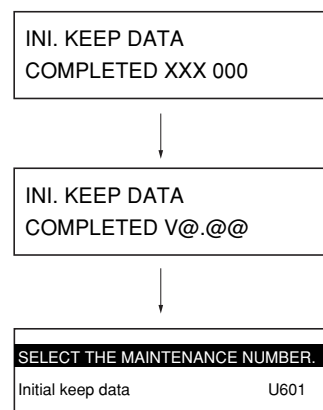 INI. KEEP DATA
COMPLETED XXX 000
INI. KEEP DATA
COMPLETED V@.@@
SELECT THE MAINTENANCE NUMBER.
Initial keep data U601